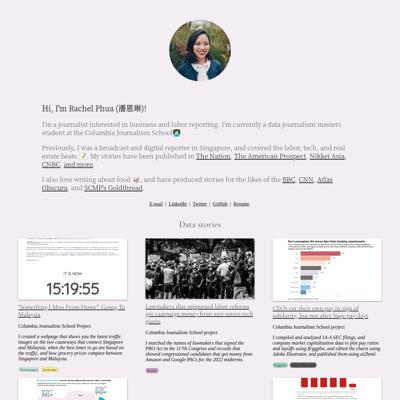 Hi, I'm Rachel Phua (潘恩琳)!
I'm a journalist interested in business and labor reporting. I'm currently a data journalism masters
student at the Columbia Journalism School
Previously, I was a broadcast and digital reporter in Singapore, and covered the labor, tech, and real
estate beats. My stories have been published in The Nation, The American Prospect, Nikkei Asia,
CNBC, and more.
I also love writing about food, and have produced stories for the likes of the BBC, CNN, Atlas
Obscura, and SCMP's Goldthread.
E-mail | LinkedIn | Twitter | GitHub | Resume
Data stories
IT IS NOW
15:19:55
"Something I Miss From Home": Going To
Malaysia
Columbia Journalism School Project
I created a webpage that shows you the latest traffic
images on the two causeways that connect Singapore
and Malaysia, when the best times to go are based on
the traffic, and how grocery prices compare between
Singapore and Malaysia.
Lawmakers that supported labor reforms
got campaign money from anti-union tech
giants
Columbia Journalism School project
I matched the names of lawmakers that signed the
PRO Act in the 117th Congress and records that
showed congressional candidates that got money from
Amazon and Google PACs for the 2022 midterms.
Tech companies did worse than their banking counterparts
CEOs cut their own pay in sign of
solidarity, but not after huge pay days
Columbia Journalism School project
I compiled and analyzed 14-A SEC filings, and
company market capitalization data to plot pay ratios
and layoffs using R/ggplot, and edited the charts using
Adobe Illustrator, and published them using ai2html.